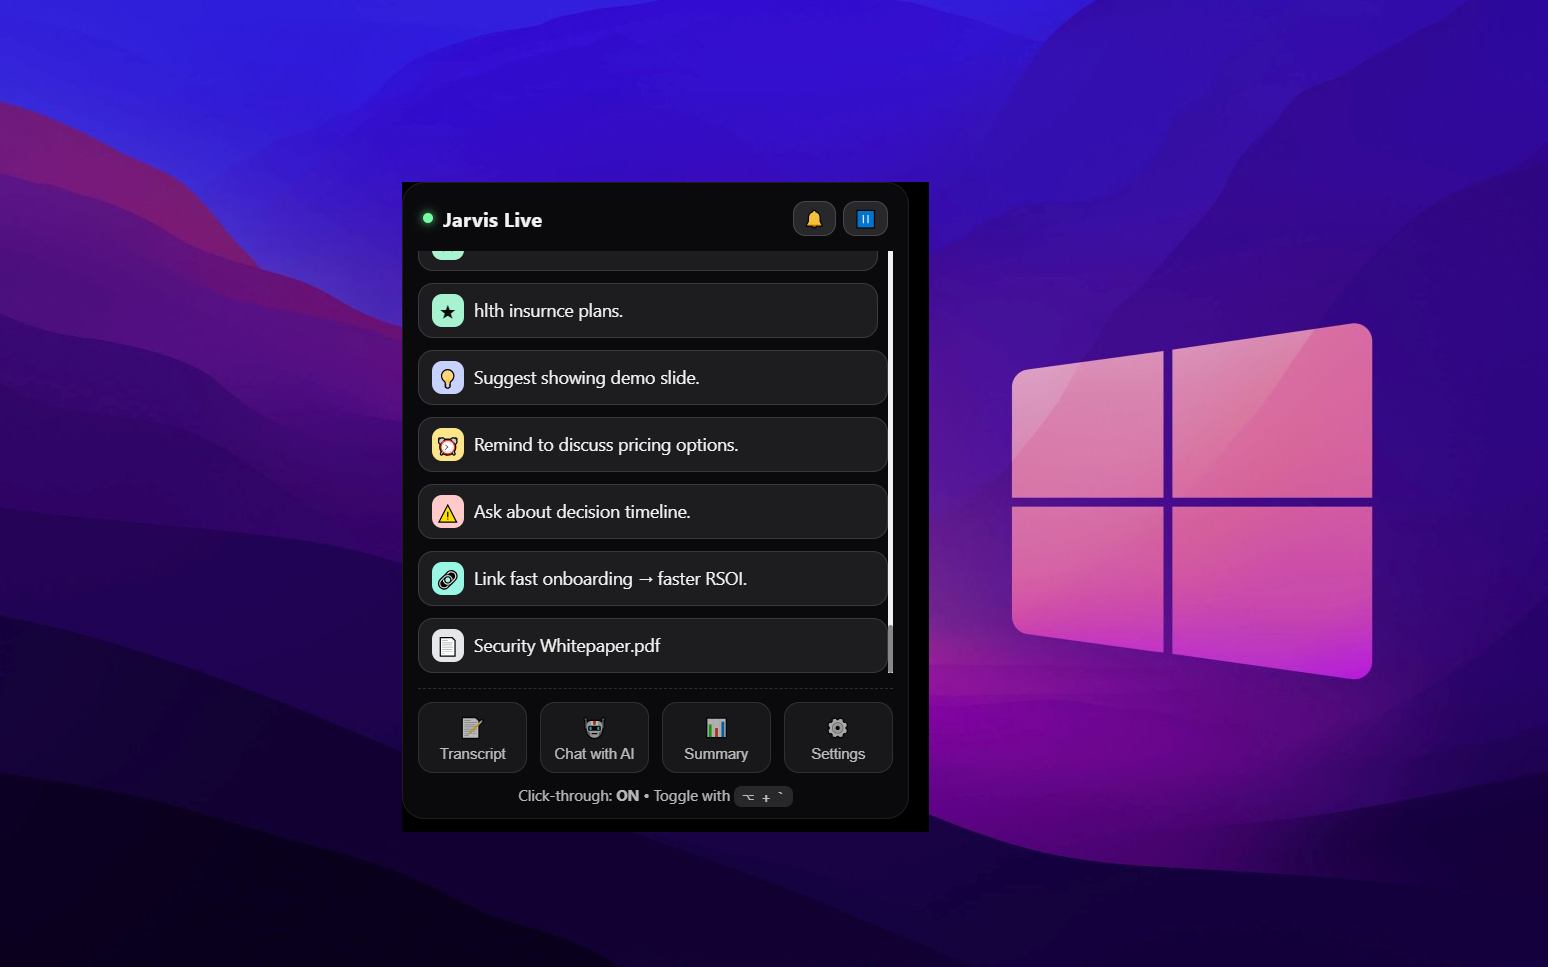 Jarvis Live
hlth insurnce plans.
Suggest showing demo slide.
Remind to discuss pricing options.
Ask about decision timeline.
Link fast onboarding → faster RSOI.
Security Whitepaper.pdf
Transcript
Chat with AI
Summary
Settings
Click-through: ON • Toggle with ⌥ + `